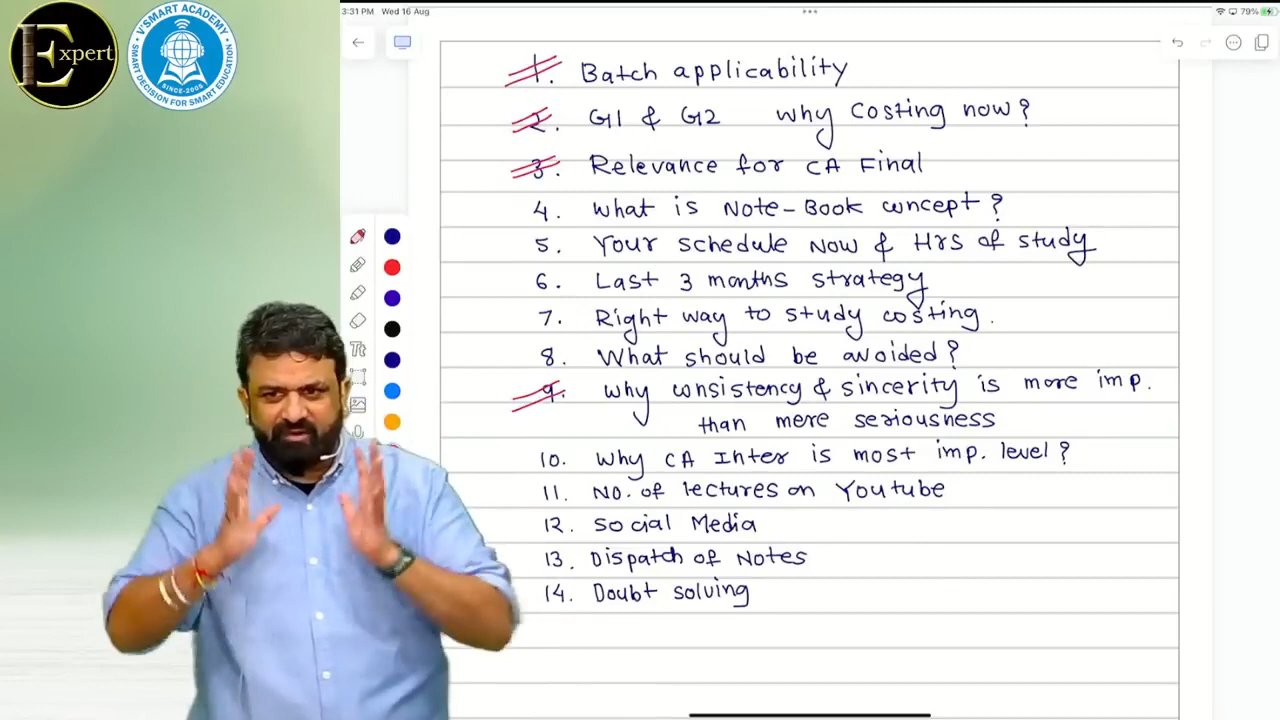 3:31 PM Wed 16 Aug
79%
Expert
V'SMART ACADEMY
SINCE-2005
SMART DECISION FOR SMART EDUCATION
Tt
1. Batch applicability
2. G1 & G2 why costing now?
3. Relevance for CA Final
4. What is Note-Book concept?
5. Your schedule Now & Hrs of study
6. Last 3 months strategy
7. Right way to study costing.
8. What should be avoided?
9. Why consistency & sincerity is more imp.
than mere seriousness
10. Why CA Inter is most imp. level?
11. No. of lectures on Youtube
12. Social Media
13. Dispatch of Notes
14. Doubt solving